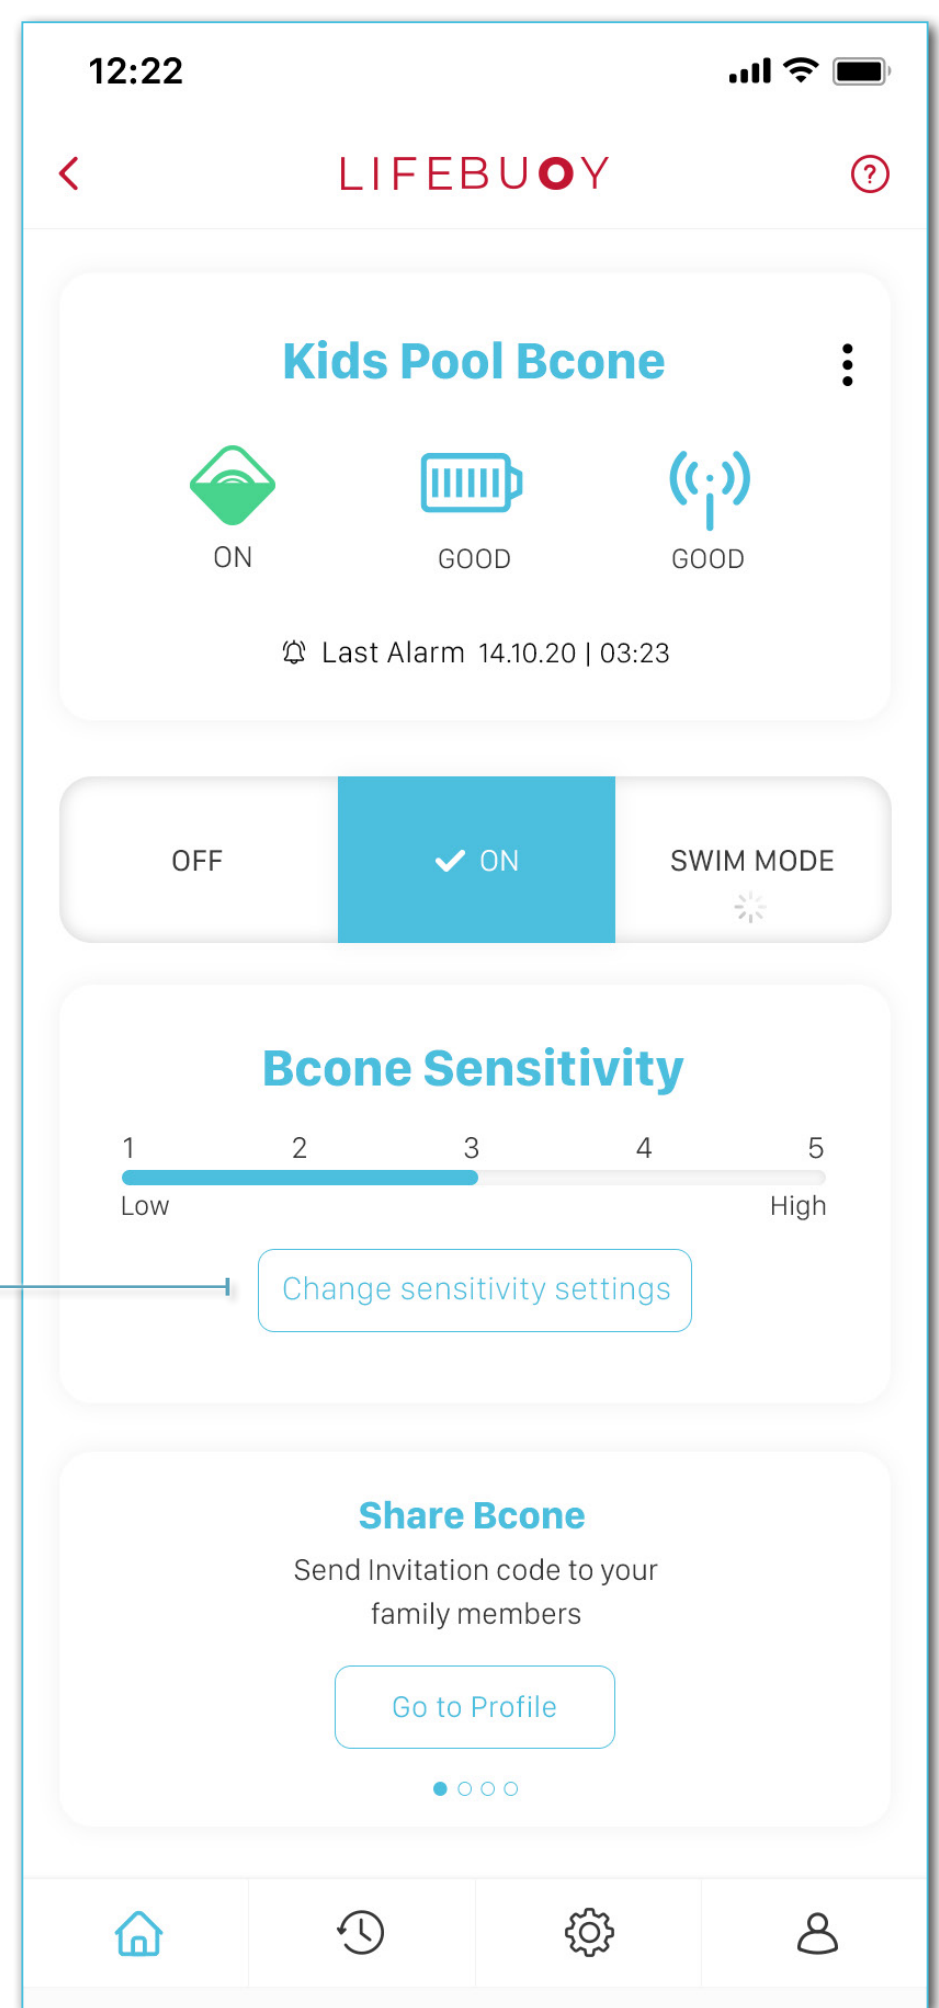 12:22
LIFEBUOY
?
Kids Pool Bcone
ON
GOOD
GOOD
Last Alarm 14.10.20 | 03:23
OFF
ON
SWIM MODE
Bcone Sensitivity
1 2 3 4 5
Low
High
Change sensitivity settings
Share Bcone
Send Invitation code to your
family members
Go to Profile